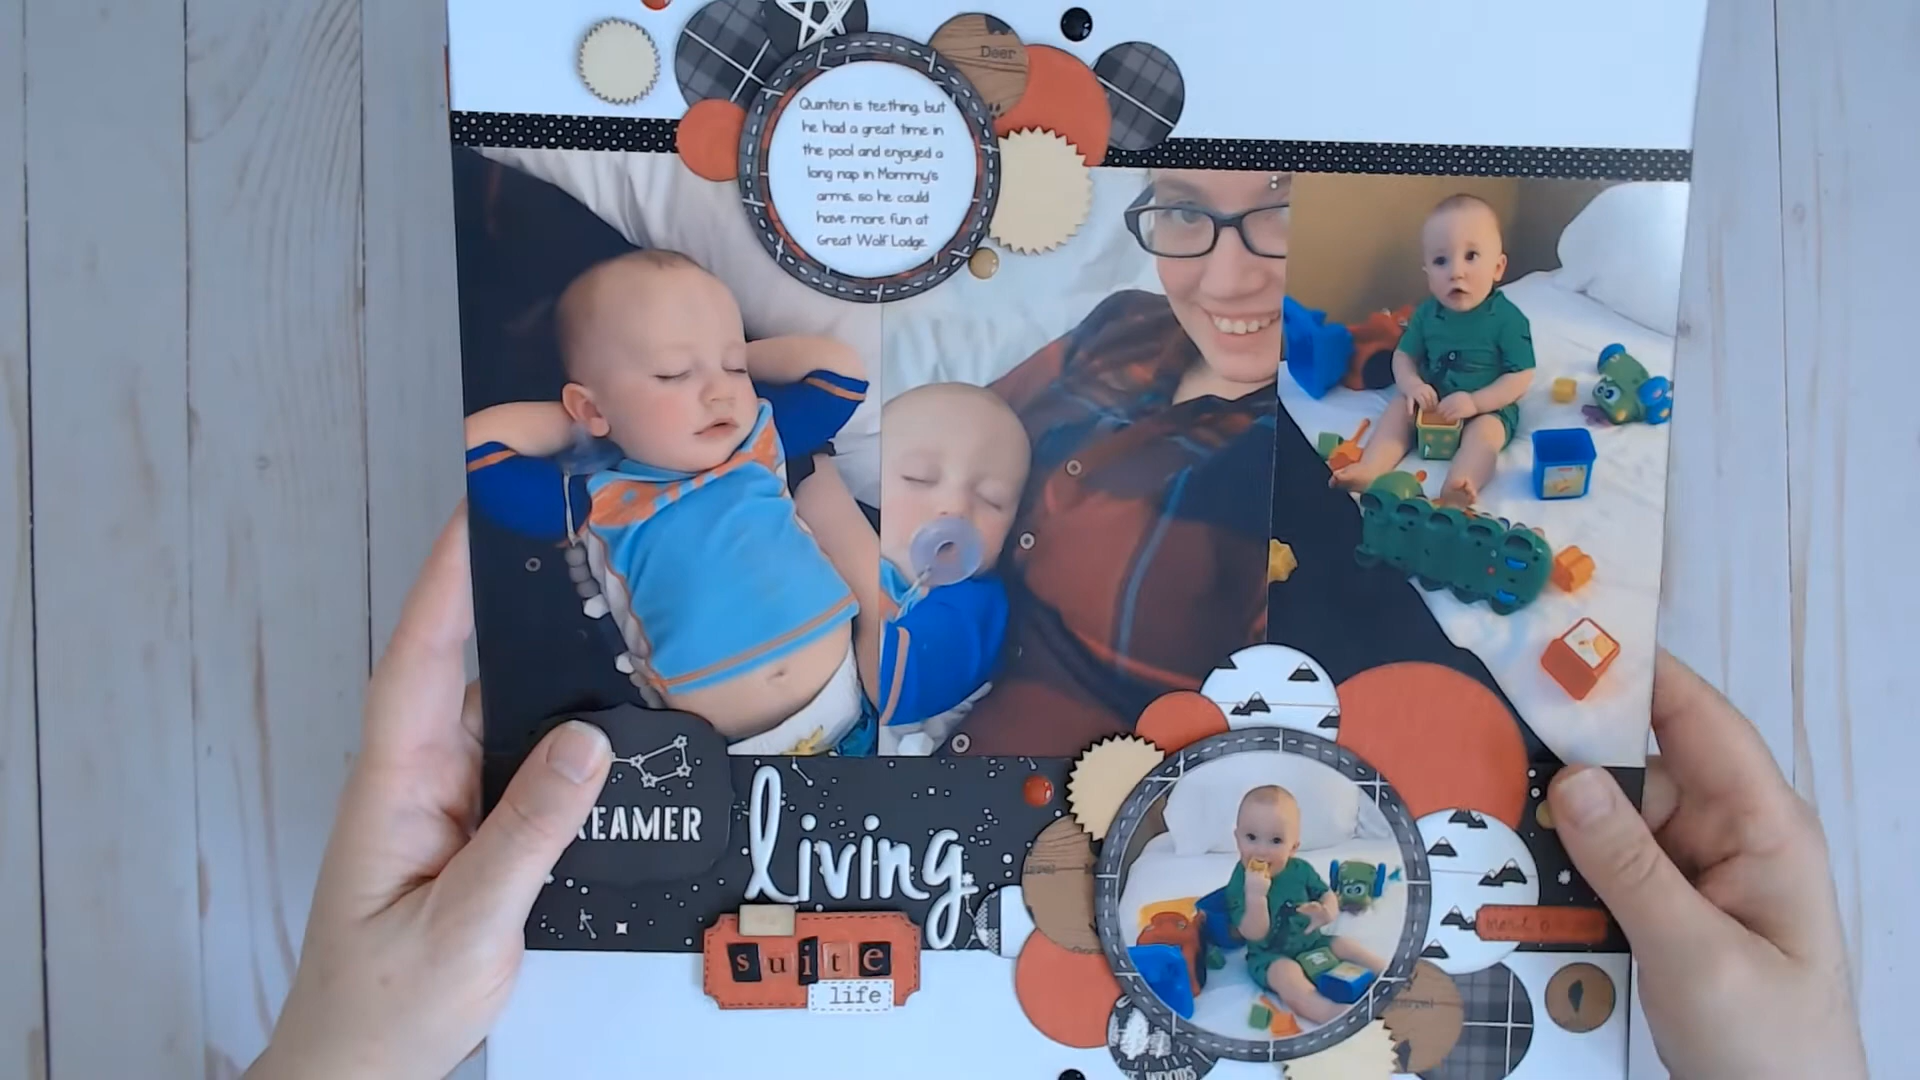 Deer
Quinten is teething, but
he had a great time in
the pool and enjoyed a
long nap in Mommy's
arms, so he could
have more fun at
Great Wolf Lodge.
REAMER
living
suite
life
WOODS